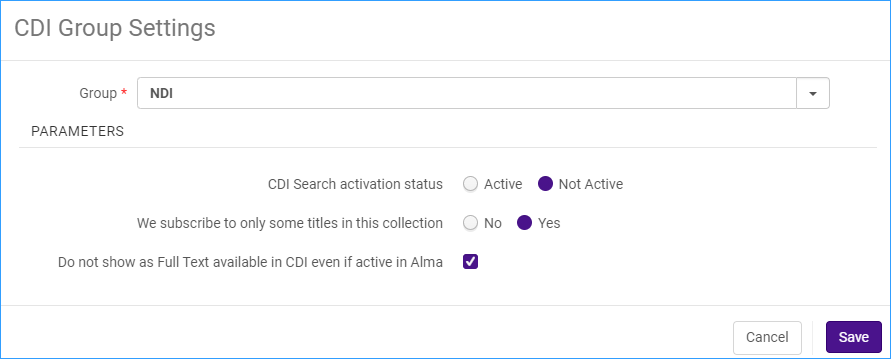 CDI Group Settings
Group * NDI
PARAMETERS
CDI Search activation status Active Not Active
We subscribe to only some titles in this collection No Yes
Do not show as Full Text available in CDI even if active in Alma
Cancel Save